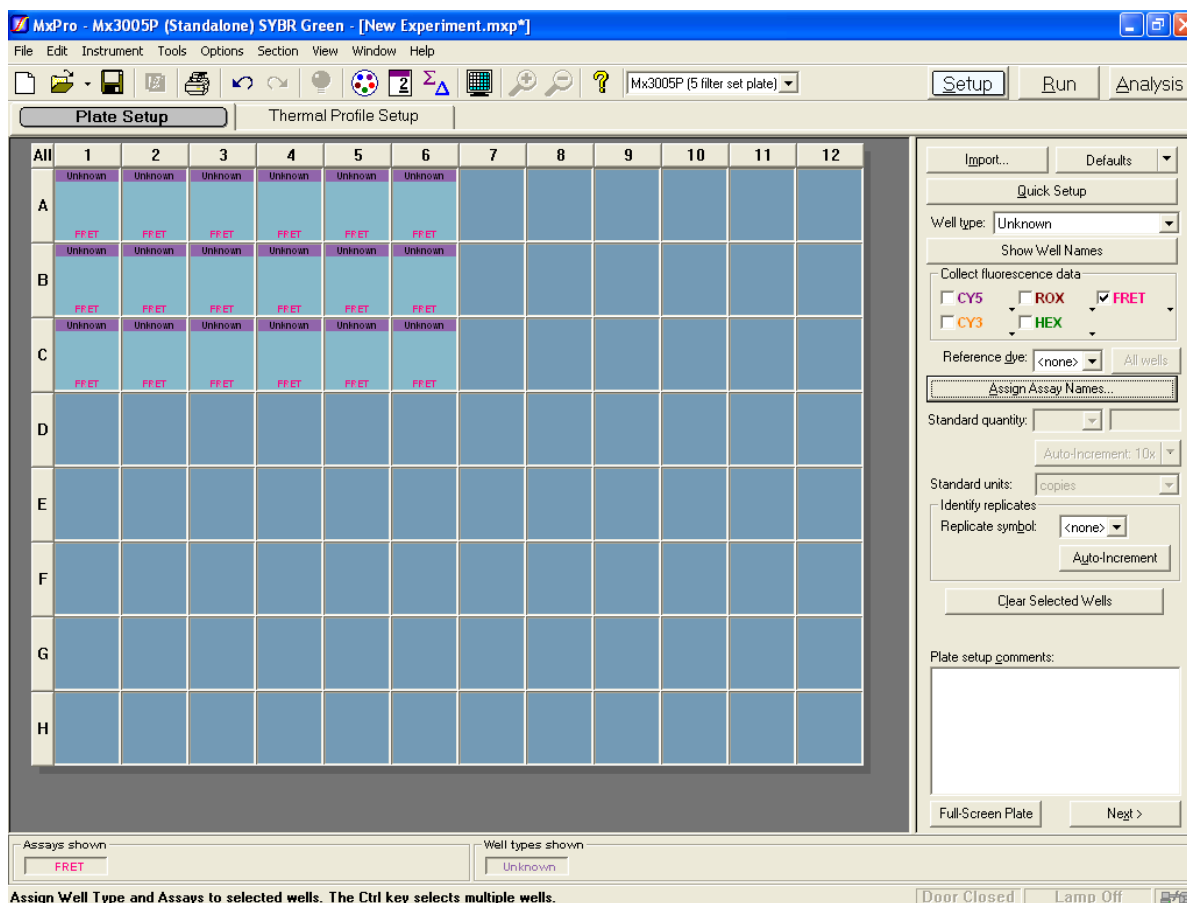 MxPro - Mx3005P (Standalone) SYBR Green - [New Experiment.mxp*]
File Edit Instrument Tools Options Section View Window Help
2 Σ Δ ? Mx3005P (5 filter set plate) Setup Run Analysis
Plate Setup Thermal Profile Setup
All 1 2 3 4 5 6 7 8 9 10 11 12
Unknown Unknown Unknown Unknown Unknown Unknown
A
FRET FRET FRET FRET FRET FRET
Unknown Unknown Unknown Unknown Unknown Unknown
B
FRET FRET FRET FRET FRET FRET
Unknown Unknown Unknown Unknown Unknown Unknown
C
FRET FRET FRET FRET FRET FRET
D
E
F
G
H
Import... Defaults
Quick Setup
Well type: Unknown
Show Well Names
Collect fluorescence data
CY5 ROX FRET
CY3 HEX
Reference dye: <none> All wells
Assign Assay Names...
Standard quantity:
Auto-Increment: 10x
Standard units: copies
Identify replicates
Replicate symbol: <none>
Auto-Increment
Clear Selected Wells
Plate setup comments:
Full-Screen Plate Next >
Assays shown Well types shown
FRET Unknown
Assign Well Type and Assays to selected wells. The Ctrl key selects multiple wells. Door Closed Lamp Off